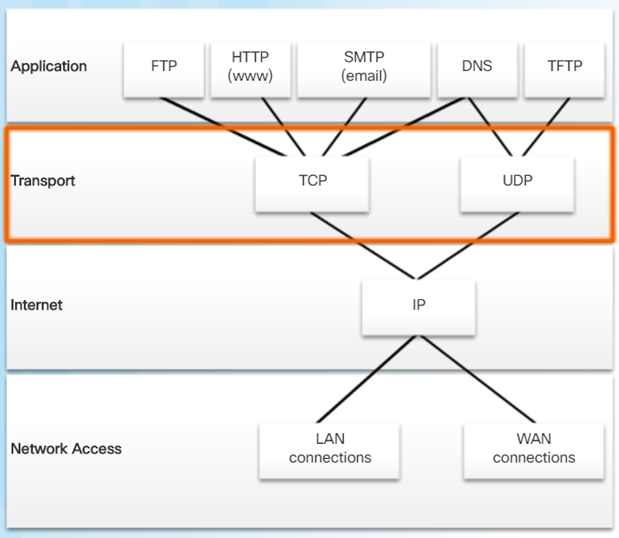 Application
FTP
HTTP
(www)
SMTP
(email)
DNS
TFTP
Transport
TCP
UDP
Internet
IP
Network Access
LAN
connections
WAN
connections